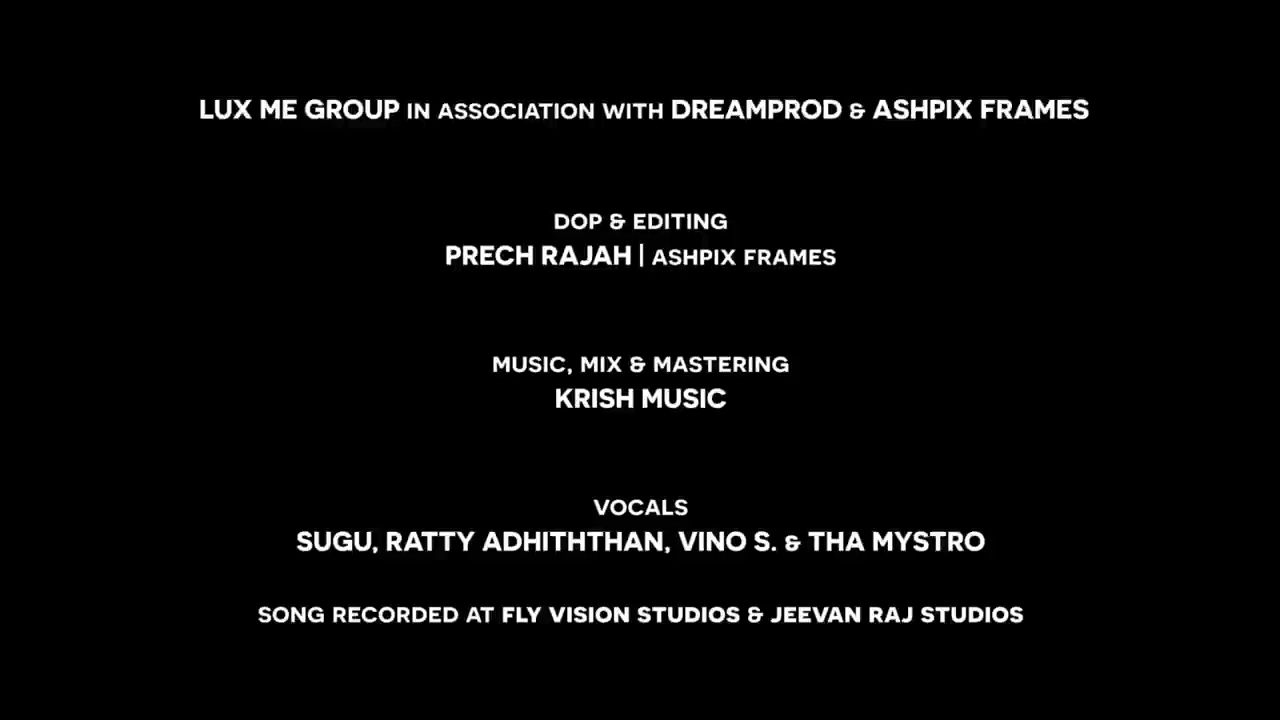 LUX ME GROUP IN ASSOCIATION WITH DREAMPROD & ASHPIX FRAMES
DOP & EDITING
PRECH RAJAH | ASHPIX FRAMES
MUSIC, MIX & MASTERING
KRISH MUSIC
VOCALS
SUGU, RATTY ADHITHTHAN, VINO S. & THA MYSTRO
SONG RECORDED AT FLY VISION STUDIOS & JEEVAN RAJ STUDIOS